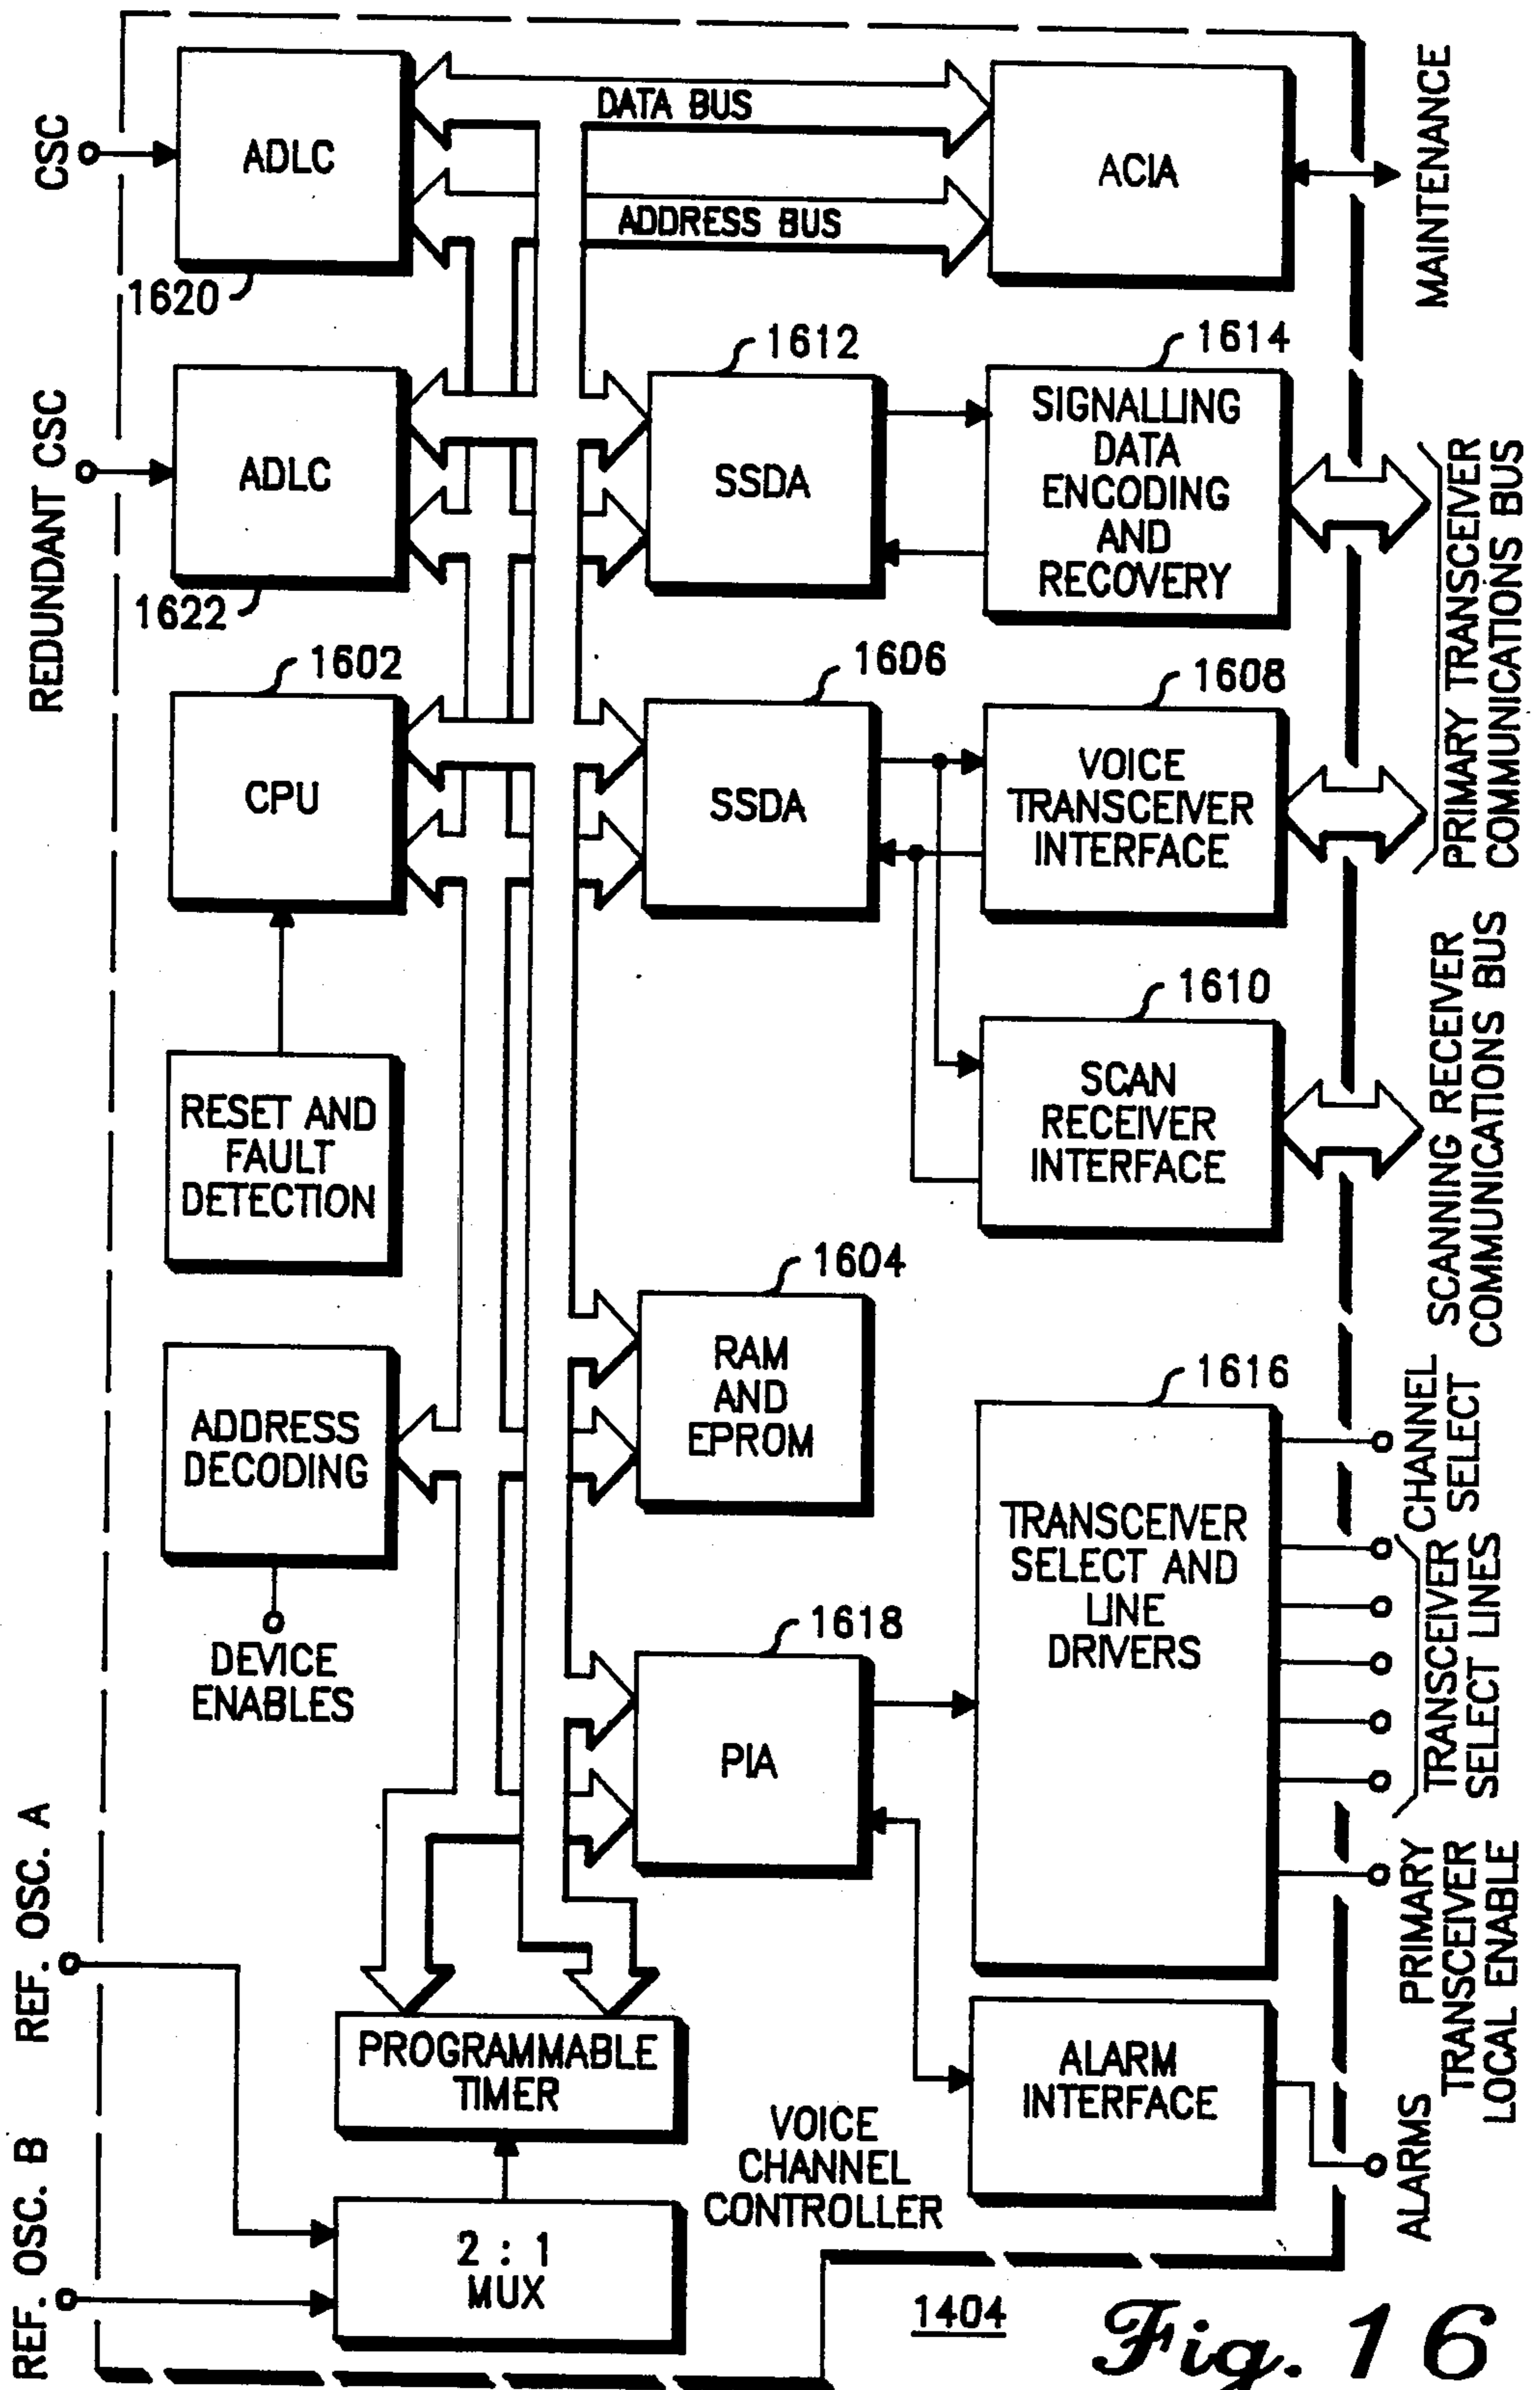 CSC
ADLC
1620
DATA BUS
ADDRESS BUS
ACIA
MAINTENANCE
REDUNDANT CSC
ADLC
1622
1612
SSDA
1614
SIGNALLING
DATA
ENCODING
AND
RECOVERY
PRIMARY TRANSCEIVER
COMMUNICATIONS BUS
1602
CPU
1606
SSDA
1608
VOICE
TRANSCEIVER
INTERFACE
RESET AND
FAULT
DETECTION
1610
SCAN
RECEIVER
INTERFACE
SCANNING RECEIVER
COMMUNICATIONS BUS
ADDRESS
DECODING
DEVICE
ENABLES
1604
RAM
AND
EPROM
1616
TRANSCEIVER
SELECT AND
LINE
DRIVERS
CHANNEL
SELECT
TRANSCEIVER
SELECT LINES
1618
PIA
PRIMARY
TRANSCEIVER
LOCAL ENABLE
REF. OSC. A
REF. OSC. B
PROGRAMMABLE
TIMER
2 : 1
MUX
VOICE
CHANNEL
CONTROLLER
ALARM
INTERFACE
ALARMS
1404
Fig. 16